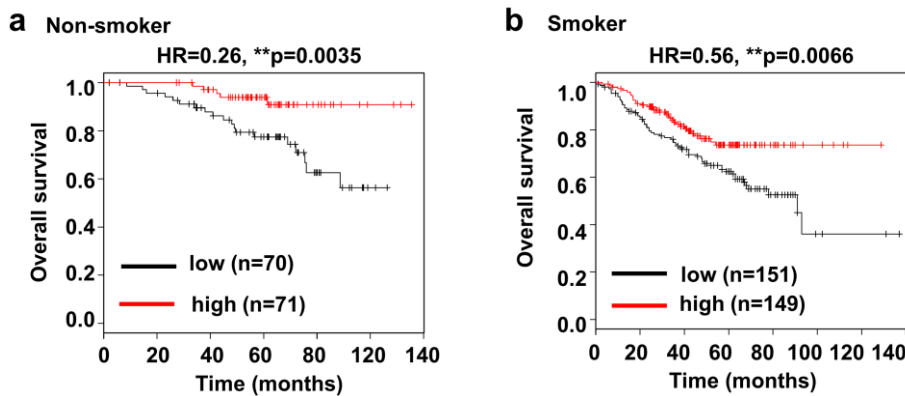 a Non-smoker
HR=0.26, **p=0.0035
Overall survival
1.0
0.8
0.6
0.4
0.2
0.0
low (n=70)
high (n=71)
0 20 40 60 80 120 140
Time (months)
b Smoker
HR=0.56, **p=0.0066
Overall survival
1.0
0.8
0.6
0.4
0.2
0.0
low (n=151)
high (n=149)
0 20 40 60 80 100 120 140
Time (months)